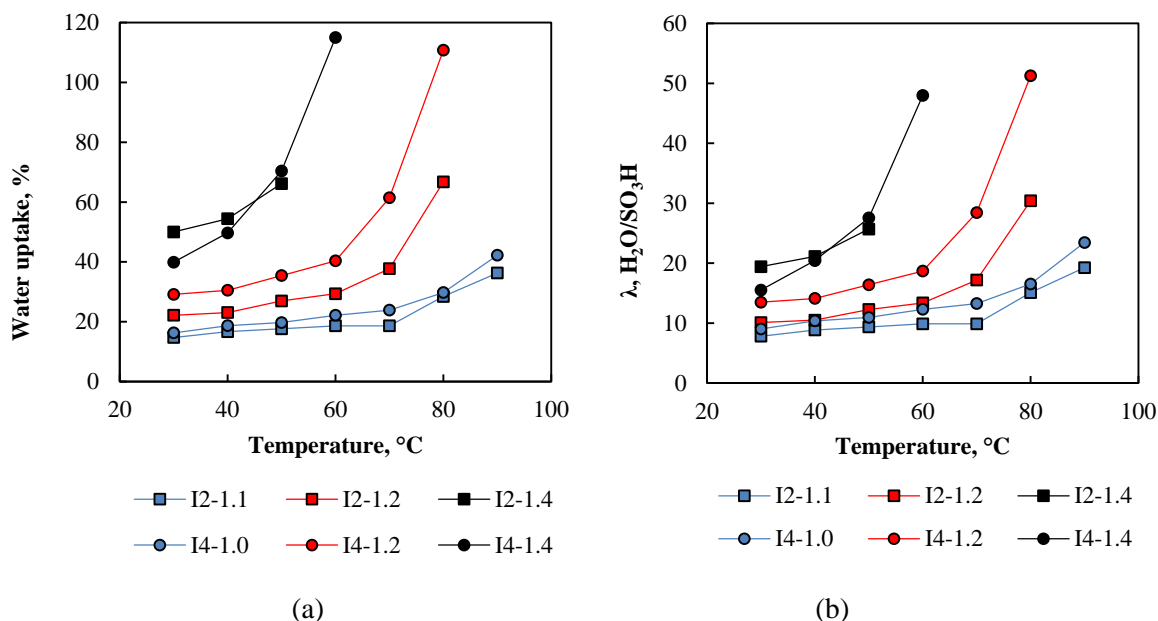 120
100
80
60
40
20
0
Water uptake, %
20 40 60 80 100
Temperature, °C
I2-1.1 I2-1.2 I2-1.4
I4-1.0 I4-1.2 I4-1.4
(a)
60
50
40
30
20
10
0
λ, H₂O/SO₃H
20 40 60 80 100
Temperature, °C
I2-1.1 I2-1.2 I2-1.4
I4-1.0 I4-1.2 I4-1.4
(b)